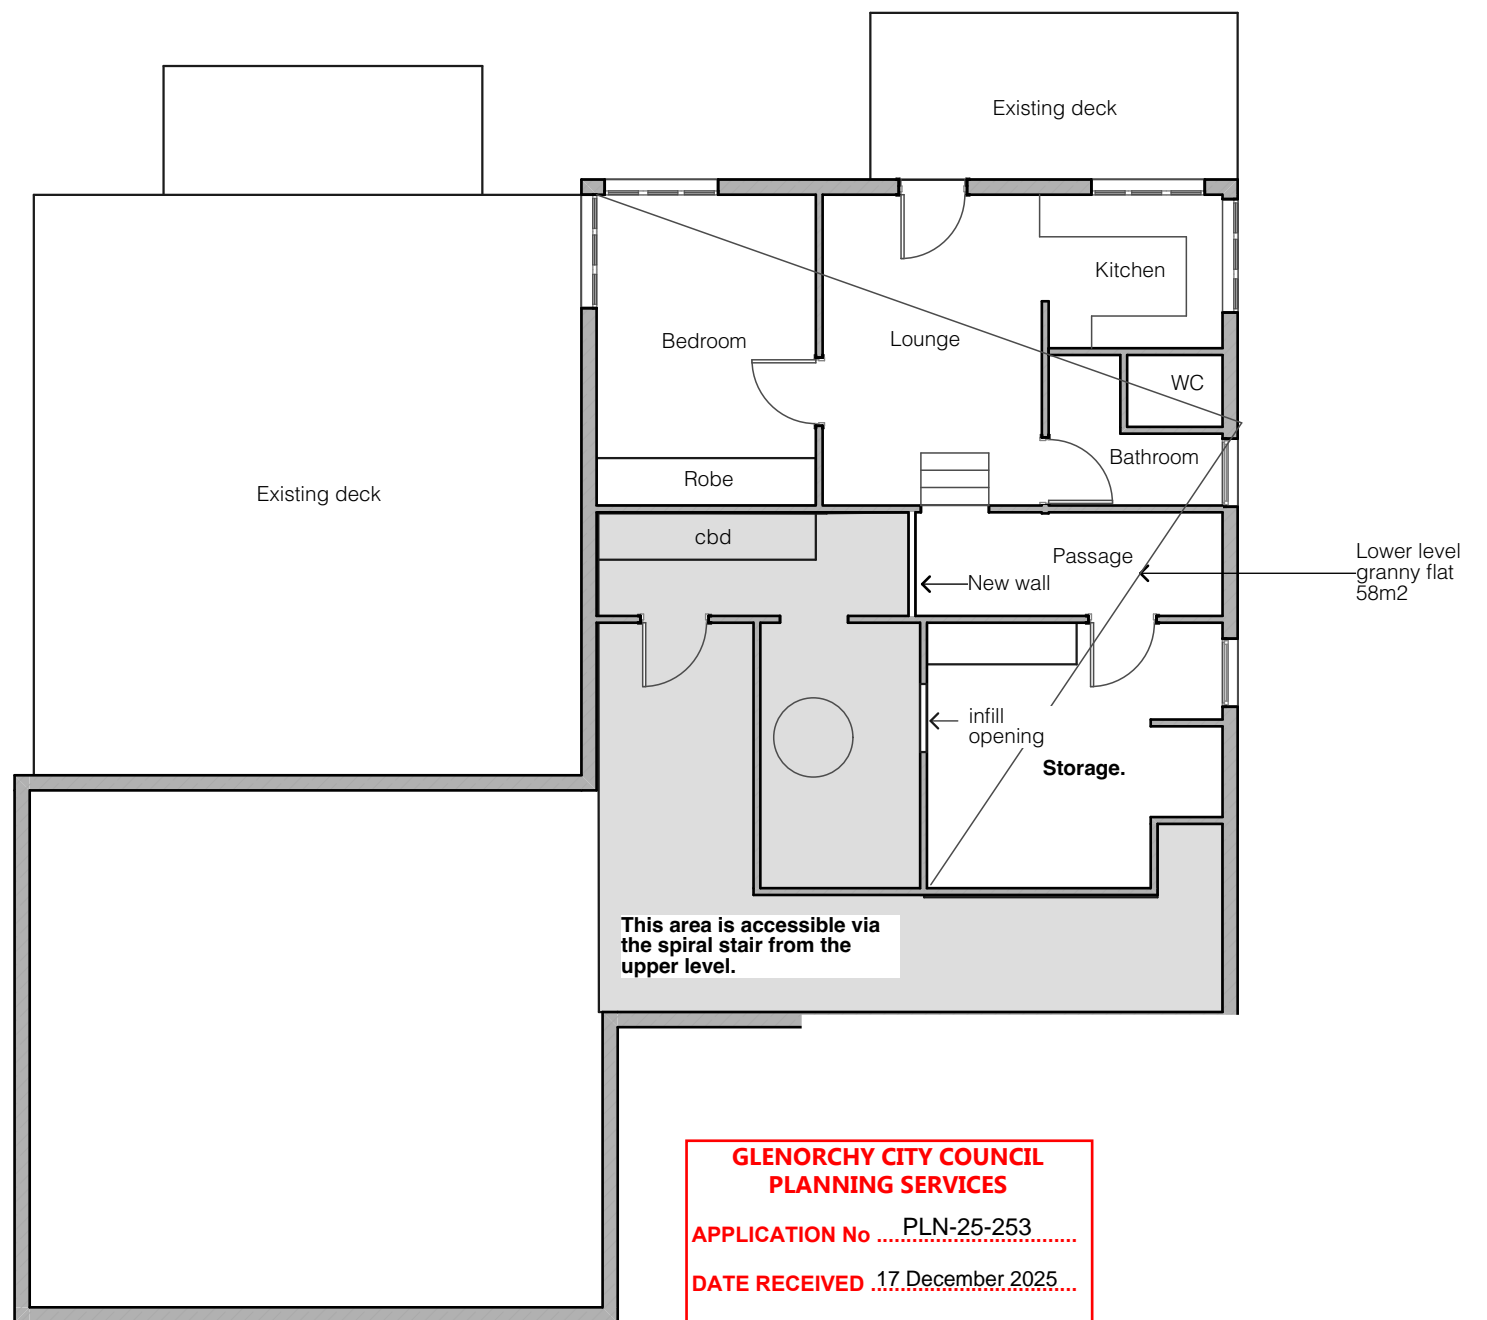 Existing deck
Kitchen
Bedroom
Lounge
WC
Bathroom
Robe
Existing deck
cbd
Passage
New wall
Lower level
granny flat
58m2
infill
opening
Storage.
This area is accessible via
the spiral stair from the
upper level.
GLENORCHY CITY COUNCIL
PLANNING SERVICES
APPLICATION No PLN-25-253
DATE RECEIVED 17 December 2025